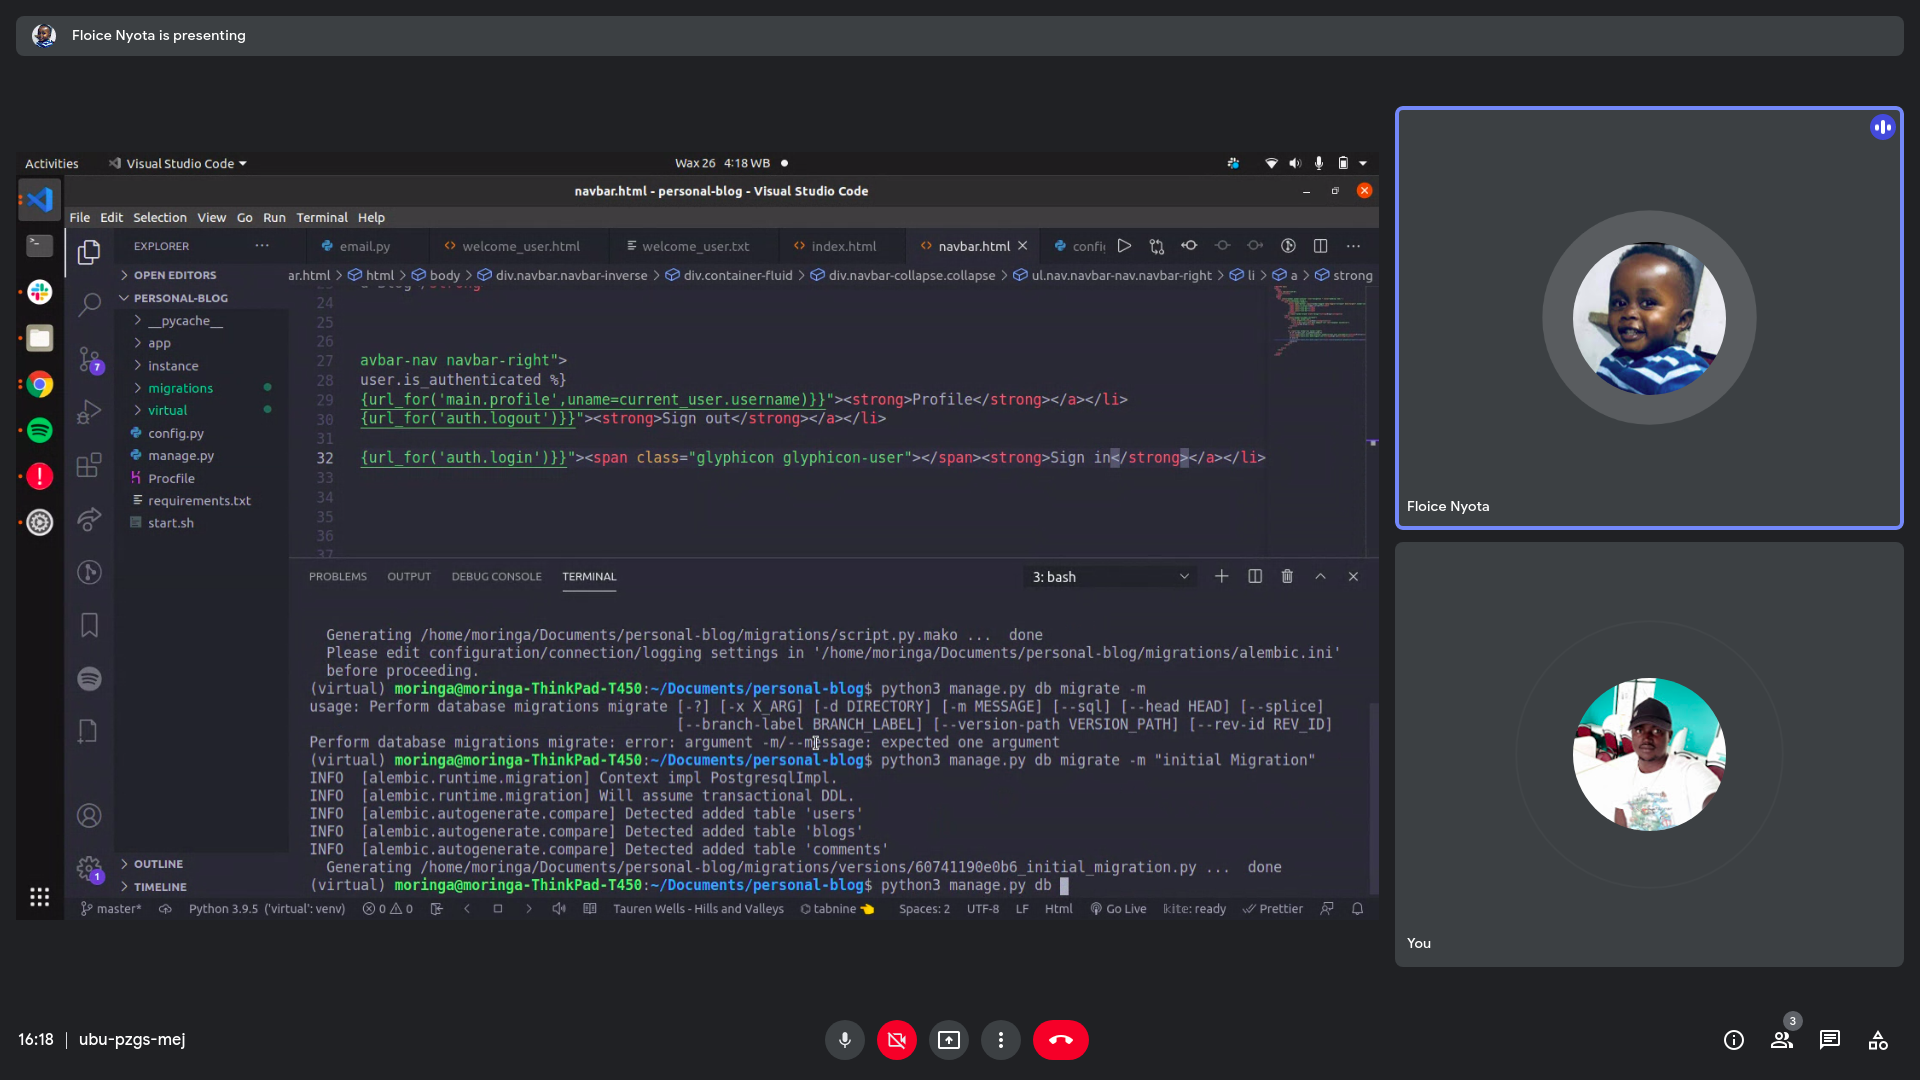 Floice Nyota is presenting
Activities
Visual Studio Code
Wax 26 4:18 WB
navbar.html - personal-blog - Visual Studio Code
File Edit Selection View Go Run Terminal Help
EXPLORER
email.py
welcome_user.html
welcome_user.txt
index.html
navbar.html
config
OPEN EDITORS
ar.html > html > body > div.navbar.navbar-inverse > div.container-fluid > div.navbar-collapse.collapse > ul.nav.navbar-nav.navbar-right > li > a > strong
PERSONAL-BLOG
__pycache__
app
instance
migrations
virtual
config.py
manage.py
Procfile
requirements.txt
start.sh
7
24
25
26
27 avbar-nav navbar-right">
28 user.is_authenticated %}
29 {url_for('main.profile',uname=current_user.username)}}"><strong>Profile</strong></a></li>
30 {url_for('auth.logout')}}"><strong>Sign out</strong></a></li>
31
32 {url_for('auth.login')}}"><span class="glyphicon glyphicon-user"></span><strong>Sign in</strong></a></li>
33
34
35
36
37
PROBLEMS OUTPUT DEBUG CONSOLE TERMINAL
3: bash
Generating /home/moringa/Documents/personal-blog/migrations/script.py.mako ... done
Please edit configuration/connection/logging settings in '/home/moringa/Documents/personal-blog/migrations/alembic.ini'
before proceeding.
(virtual) moringa@moringa-ThinkPad-T450:~/Documents/personal-blog$ python3 manage.py db migrate -m
usage: Perform database migrations migrate [-?] [-x X_ARG] [-d DIRECTORY] [-m MESSAGE] [--sql] [--head HEAD] [--splice]
[--branch-label BRANCH_LABEL] [--version-path VERSION_PATH] [--rev-id REV_ID]
Perform database migrations migrate: error: argument -m/--message: expected one argument
(virtual) moringa@moringa-ThinkPad-T450:~/Documents/personal-blog$ python3 manage.py db migrate -m "initial Migration"
INFO [alembic.runtime.migration] Context impl PostgresqlImpl.
INFO [alembic.runtime.migration] Will assume transactional DDL.
INFO [alembic.autogenerate.compare] Detected added table 'users'
INFO [alembic.autogenerate.compare] Detected added table 'blogs'
INFO [alembic.autogenerate.compare] Detected added table 'comments'
Generating /home/moringa/Documents/personal-blog/migrations/versions/60741190e0b6_initial_migration.py ... done
(virtual) moringa@moringa-ThinkPad-T450:~/Documents/personal-blog$ python3 manage.py db
OUTLINE
TIMELINE
1
master* Python 3.9.5 ('virtual': venv) 0 0 Tauren Wells - Hills and Valleys tabnine Spaces: 2 UTF-8 LF Html Go Live kite: ready Prettier
Floice Nyota
You
16:18 | ubu-pzgs-mej
3